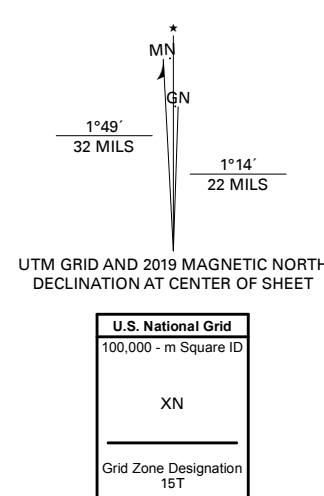 ★
MN
GN
1°49´
32 MILS
1°14´
22 MILS
UTM GRID AND 2019 MAGNETIC NORTH
DECLINATION AT CENTER OF SHEET
U.S. National Grid
100,000 - m Square ID
XN
Grid Zone Designation
15T